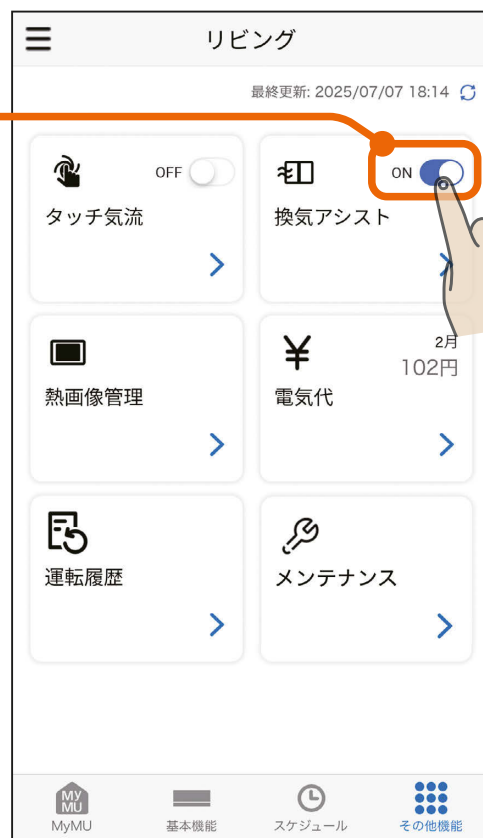 リビング
最終更新: 2025/07/07 18:14
OFF
タッチ気流
ON
換気アシスト
熱画像管理
2月
102円
電気代
運転履歴
メンテナンス
MY
MU
MyMU
基本機能
スケジュール
その他機能